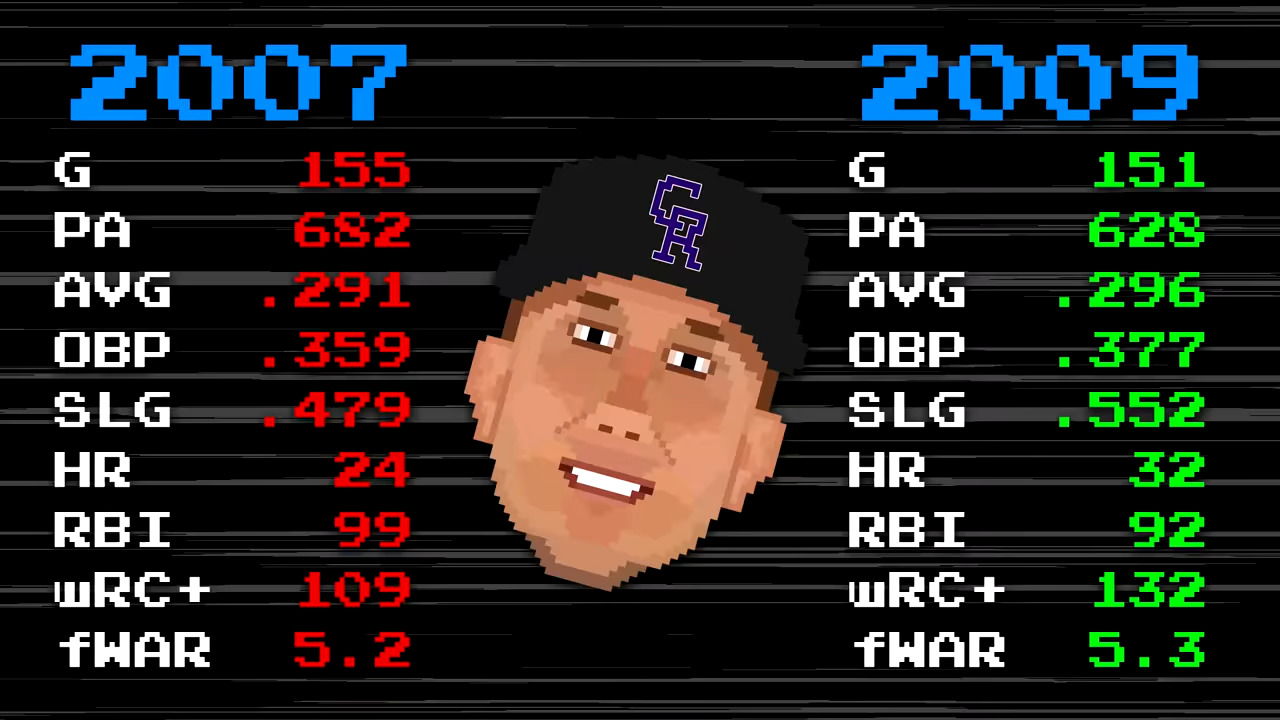 2007 2009
G 155 G 151
PA 682 PA 628
AVG .291 AVG .296
OBP .359 OBP .377
SLG .479 SLG .552
HR 24 HR 32
RBI 99 RBI 92
wRC+ 109 wRC+ 132
fWAR 5.2 fWAR 5.3
CR